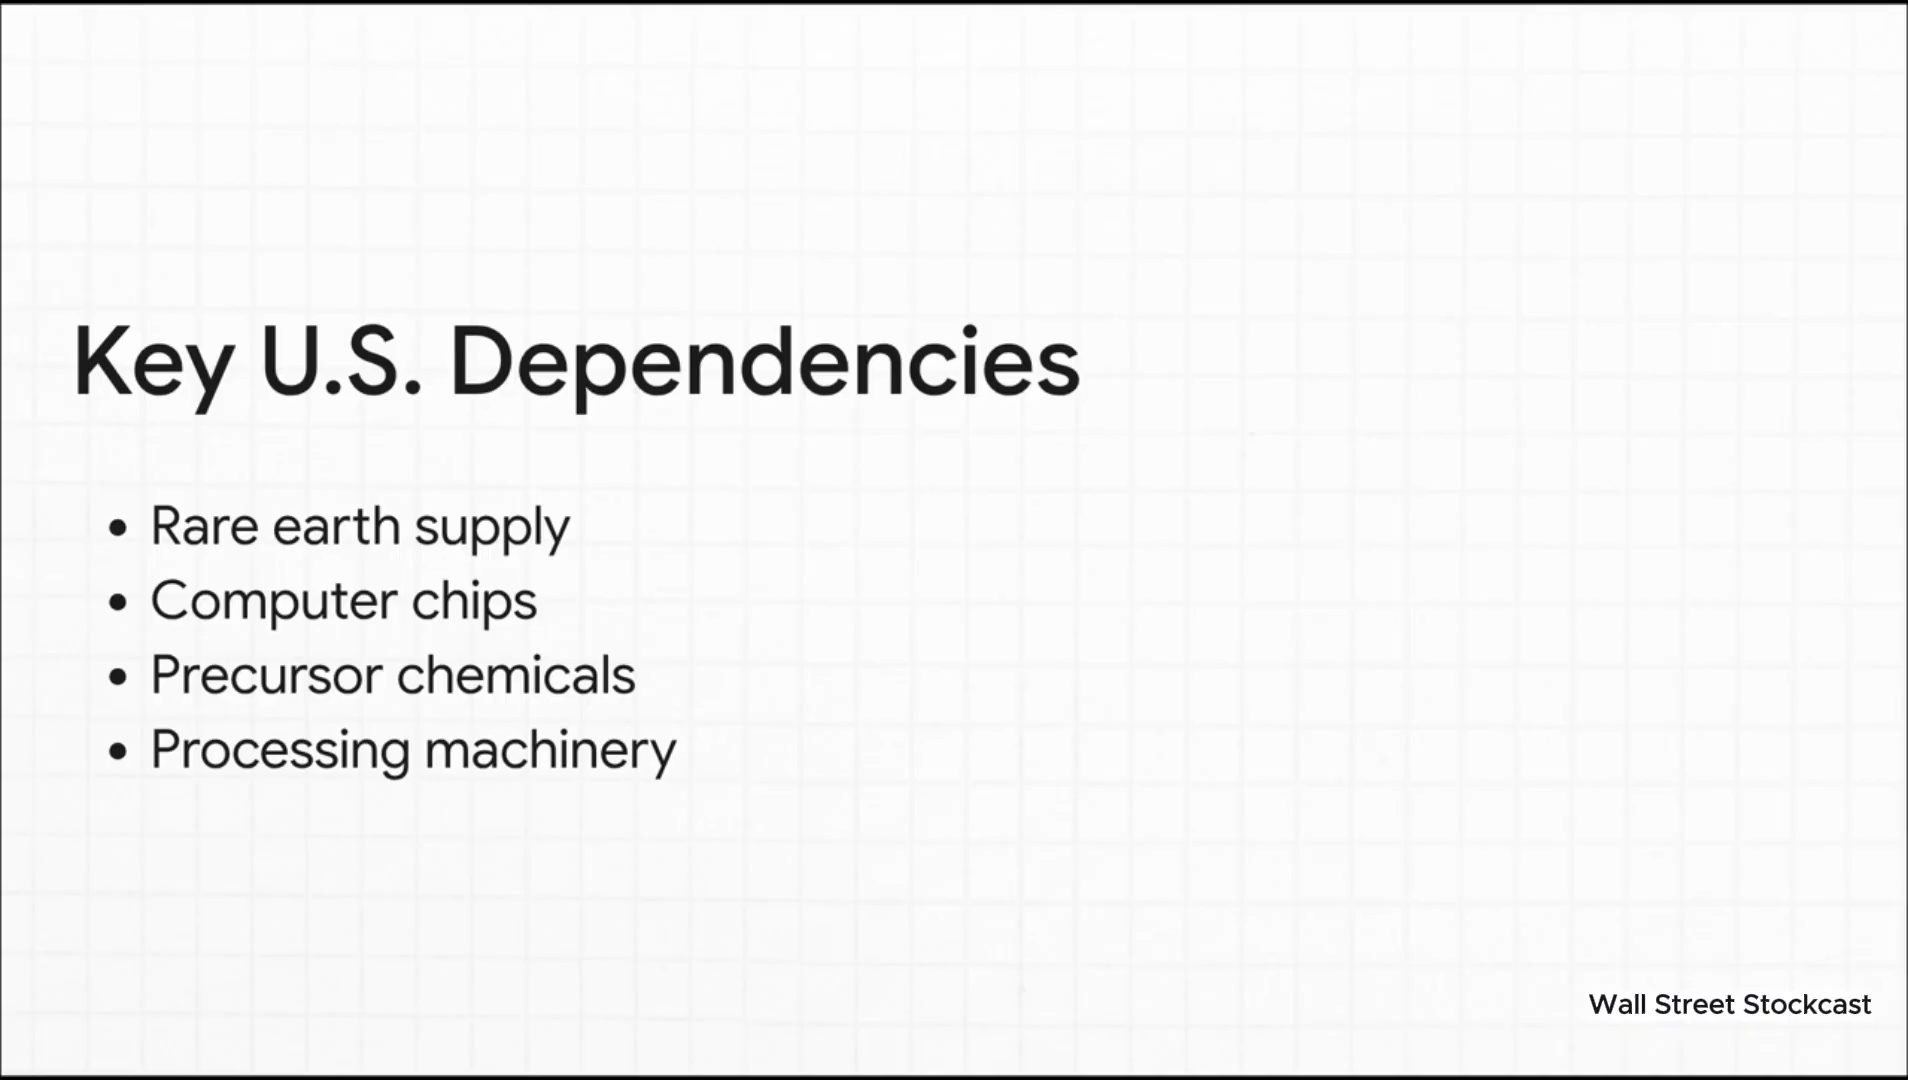 Key U.S. Dependencies
• Rare earth supply
• Computer chips
• Precursor chemicals
• Processing machinery
Wall Street Stockcast